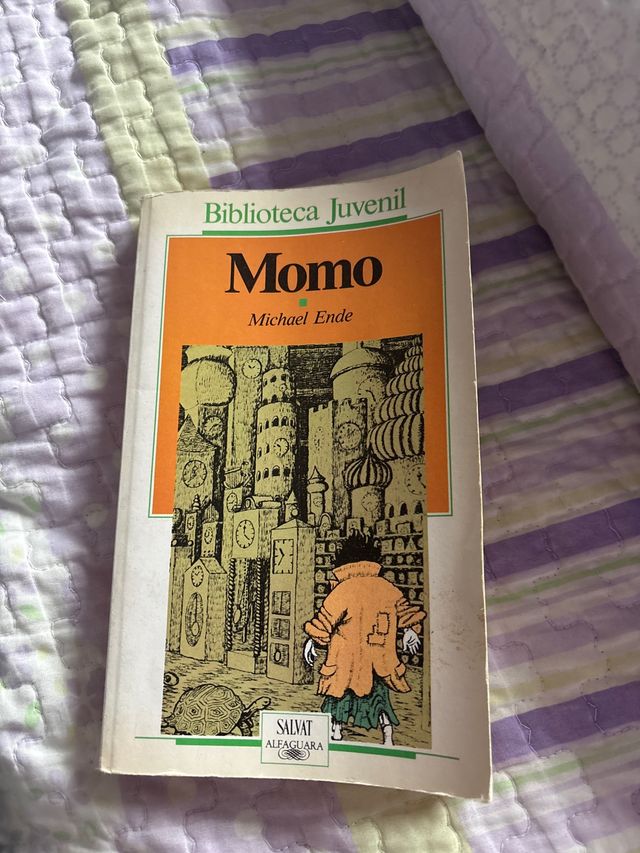 Biblioteca Juvenil
Momo
Michael Ende
SALVAT
ALFAGUARA